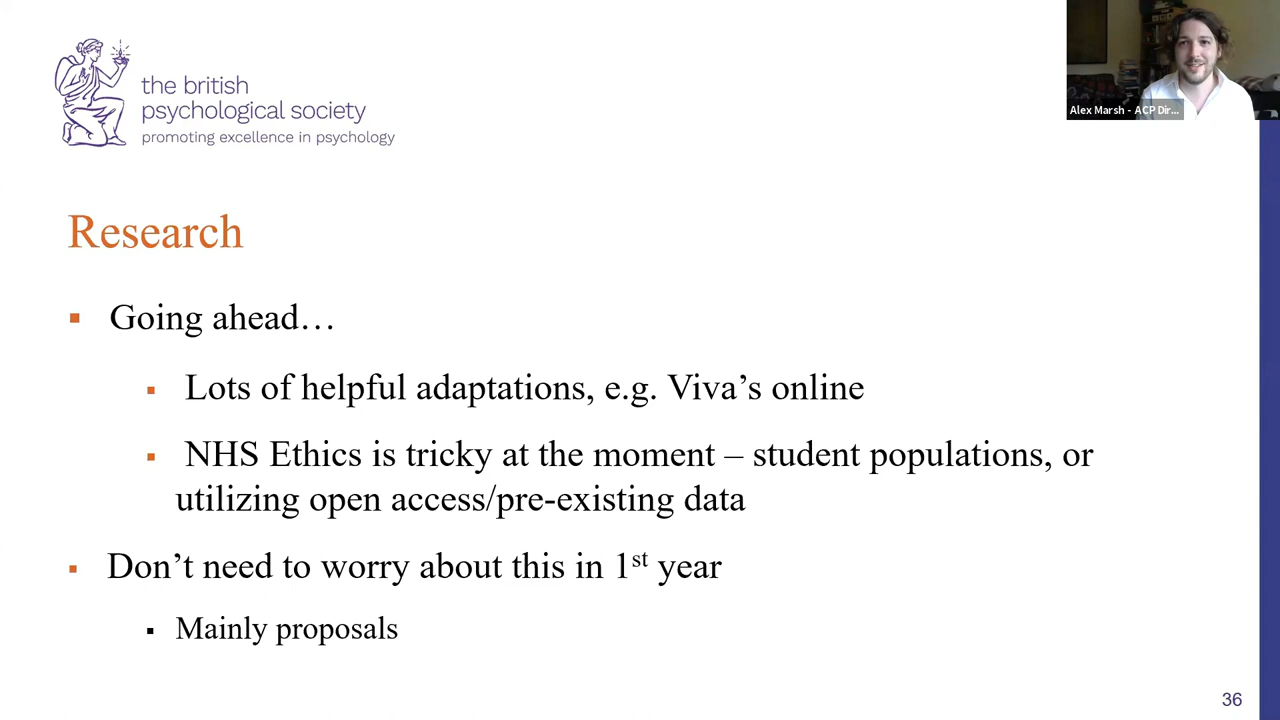 the british
psychological society
promoting excellence in psychology
Alex Marsh - ACP Dir...
Research
▪ Going ahead…
▪ Lots of helpful adaptations, e.g. Viva’s online
▪ NHS Ethics is tricky at the moment – student populations, or
utilizing open access/pre-existing data
▪ Don’t need to worry about this in 1st year
▪ Mainly proposals
36